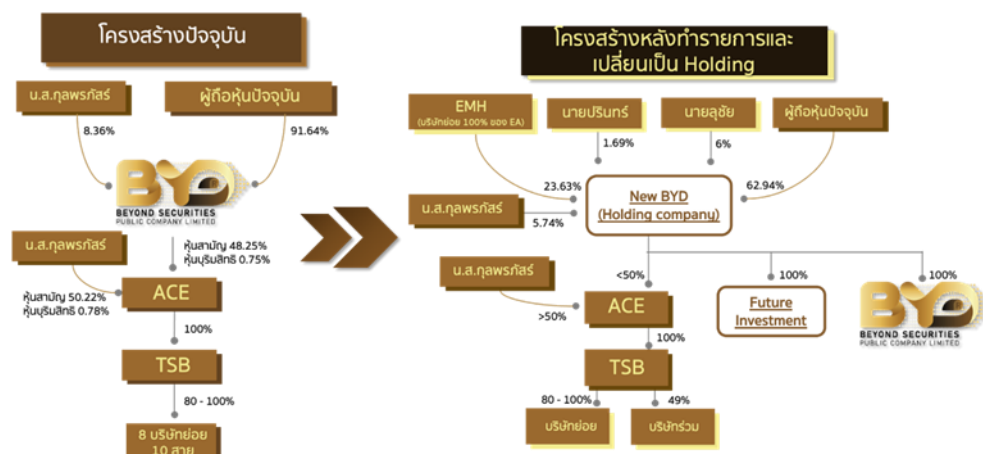 โครงสร้างปัจจุบัน
น.ส.กุลพรภัสร์
ผู้ถือหุ้นปัจจุบัน
8.36%
91.64%
BYD
BEYOND SECURITIES
PUBLIC COMPANY LIMITED
น.ส.กุลพรภัสร์
หุ้นสามัญ 48.25%
หุ้นบุริมสิทธิ 0.75%
หุ้นสามัญ 50.22%
หุ้นบุริมสิทธิ 0.78%
ACE
100%
TSB
80 - 100%
8 บริษัทย่อย
10 สาย
โครงสร้างหลังทำรายการและ
เปลี่ยนเป็น Holding
EMH
(บริษัทย่อย 100% ของ EA)
นายปรินทร์
นายลุชัย
ผู้ถือหุ้นปัจจุบัน
1.69%
6%
23.63%
62.94%
New BYD
(Holding company)
น.ส.กุลพรภัสร์
5.74%
น.ส.กุลพรภัสร์
<50%
100%
100%
>50%
ACE
Future
Investment
BYD
BEYOND SECURITIES
PUBLIC COMPANY LIMITED
100%
TSB
80 - 100%
49%
บริษัทย่อย
บริษัทร่วม